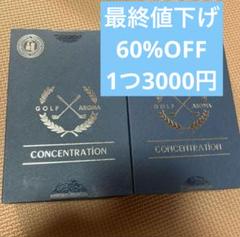 最終値下げ
60%OFF
1つ3000円
GOLF AROMA
CONCENTRATION
GOLF AROMA
CONCENTRATION